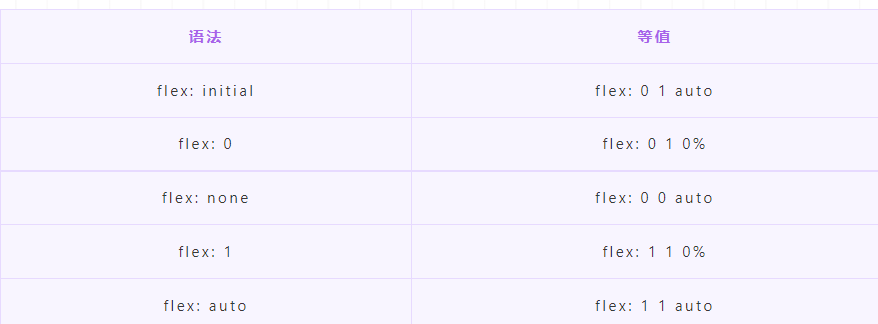 语法 等值
flex: initial flex: 0 1 auto
flex: 0 flex: 0 1 0%
flex: none flex: 0 0 auto
flex: 1 flex: 1 1 0%
flex: auto flex: 1 1 auto